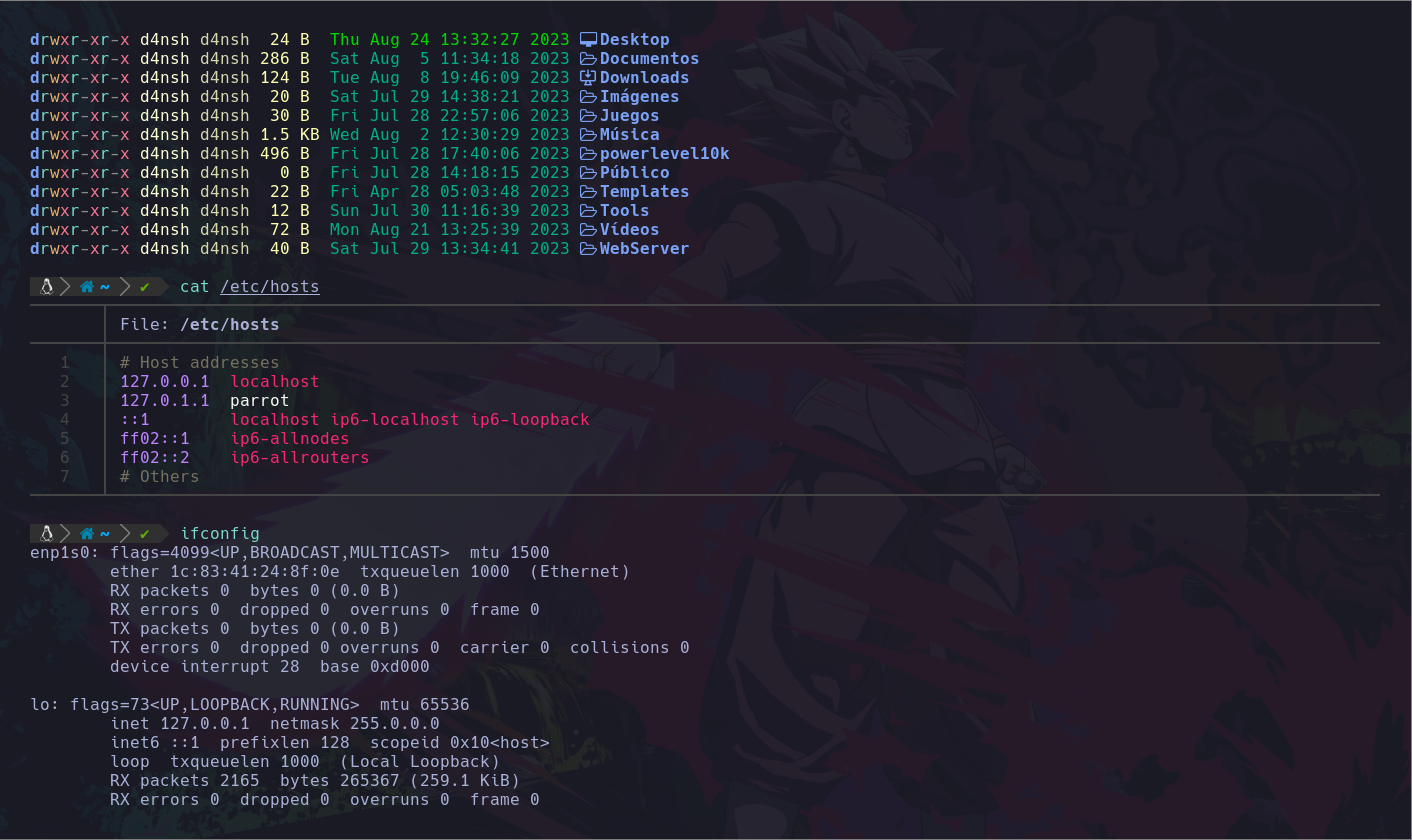 drwxr-xr-x d4nsh d4nsh  24 B  Thu Aug 24 13:32:27 2023 Desktop
drwxr-xr-x d4nsh d4nsh 286 B  Sat Aug  5 11:34:18 2023 Documentos
drwxr-xr-x d4nsh d4nsh 124 B  Tue Aug  8 19:46:09 2023 Downloads
drwxr-xr-x d4nsh d4nsh  20 B  Sat Jul 29 14:38:21 2023 Imágenes
drwxr-xr-x d4nsh d4nsh  30 B  Fri Jul 28 22:57:06 2023 Juegos
drwxr-xr-x d4nsh d4nsh 1.5 KB Wed Aug  2 12:30:29 2023 Música
drwxr-xr-x d4nsh d4nsh 496 B  Fri Jul 28 17:40:06 2023 powerlevel10k
drwxr-xr-x d4nsh d4nsh   0 B  Fri Jul 28 14:18:15 2023 Público
drwxr-xr-x d4nsh d4nsh  22 B  Fri Apr 28 05:03:48 2023 Templates
drwxr-xr-x d4nsh d4nsh  12 B  Sun Jul 30 11:16:39 2023 Tools
drwxr-xr-x d4nsh d4nsh  72 B  Mon Aug 21 13:25:39 2023 Vídeos
drwxr-xr-x d4nsh d4nsh  40 B  Sat Jul 29 13:34:41 2023 WebServer
~ ✔ cat /etc/hosts
File: /etc/hosts
1 # Host addresses
2 127.0.0.1  localhost
3 127.0.1.1  parrot
4 ::1        localhost ip6-localhost ip6-loopback
5 ff02::1    ip6-allnodes
6 ff02::2    ip6-allrouters
7 # Others
~ ✔ ifconfig
enp1s0: flags=4099<UP,BROADCAST,MULTICAST>  mtu 1500
ether 1c:83:41:24:8f:0e  txqueuelen 1000  (Ethernet)
RX packets 0  bytes 0 (0.0 B)
RX errors 0  dropped 0  overruns 0  frame 0
TX packets 0  bytes 0 (0.0 B)
TX errors 0  dropped 0 overruns 0  carrier 0  collisions 0
device interrupt 28  base 0xd000
lo: flags=73<UP,LOOPBACK,RUNNING>  mtu 65536
inet 127.0.0.1  netmask 255.0.0.0
inet6 ::1  prefixlen 128  scopeid 0x10<host>
loop  txqueuelen 1000  (Local Loopback)
RX packets 2165  bytes 265367 (259.1 KiB)
RX errors 0  dropped 0  overruns 0  frame 0